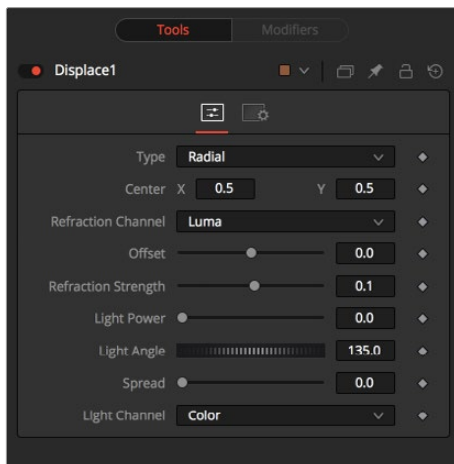 Tools Modifiers
Displace1
Type Radial
Center X 0.5 Y 0.5
Refraction Channel Luma
Offset 0.0
Refraction Strength 0.1
Light Power 0.0
Light Angle 135.0
Spread 0.0
Light Channel Color